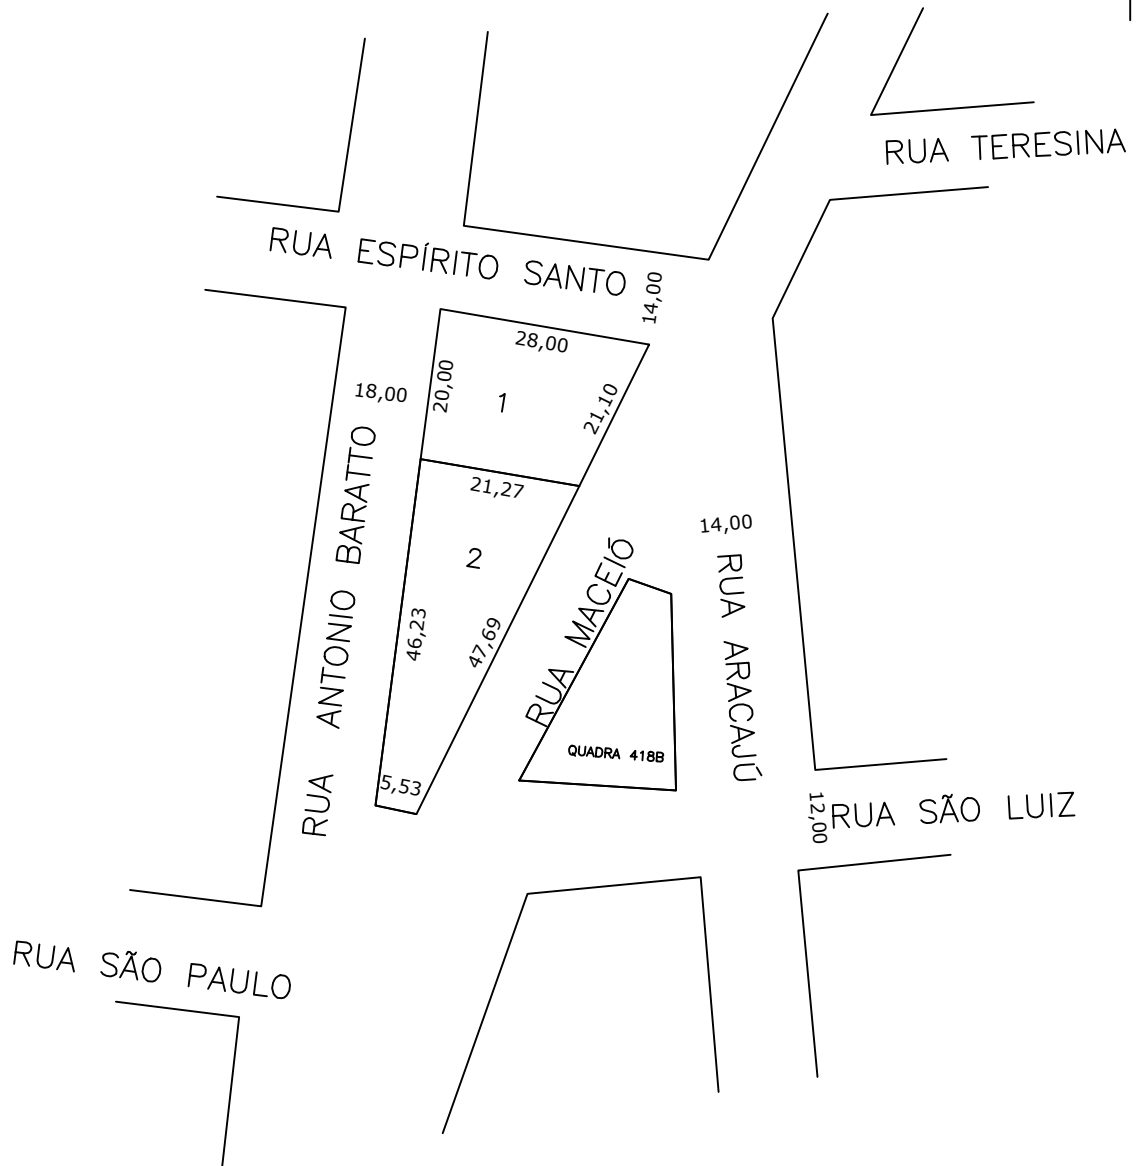 RUA TERESINA
RUA ESPÍRITO SANTO
14,00
28,00
20,00
18,00
1
21,10
RUA ANTONIO BARATTO
21,27
14,00
2
RUA MACEIÓ
RUA ARACAJÚ
46,23
47,69
QUADRA 418B
5,53
12,00
RUA SÃO LUIZ
RUA SÃO PAULO